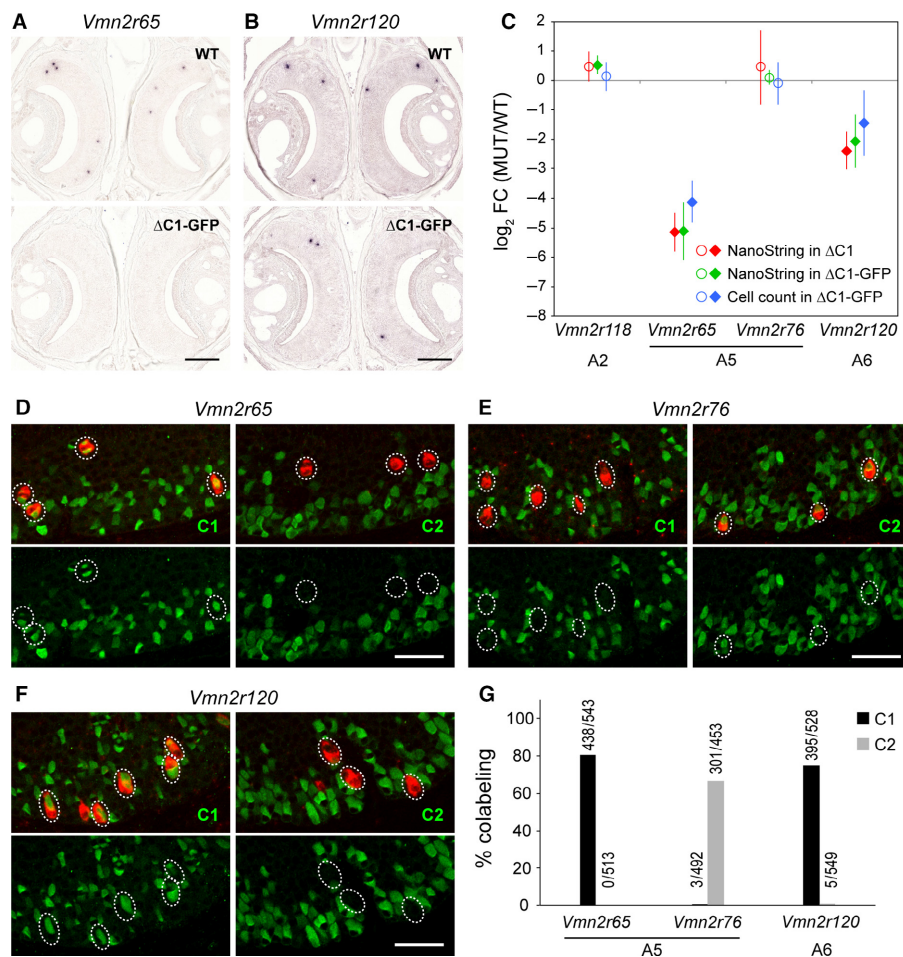 A
Vmn2r65
WT
ΔC1-GFP
B
Vmn2r120
WT
ΔC1-GFP
C
log2 FC (MUT/WT)
2
1
0
–1
–2
–3
–4
–5
–6
–7
–8
NanoString in ΔC1
NanoString in ΔC1-GFP
Cell count in ΔC1-GFP
Vmn2r118 Vmn2r65 Vmn2r76 Vmn2r120
A2 A5 A6
D
Vmn2r65
C1
C2
E
Vmn2r76
C1
C2
F
Vmn2r120
C1
C2
G
% colabeling
100
80
60
40
20
0
438/543
0/513
3/492
301/453
395/528
5/549
C1
C2
Vmn2r65 Vmn2r76 Vmn2r120
A5 A6